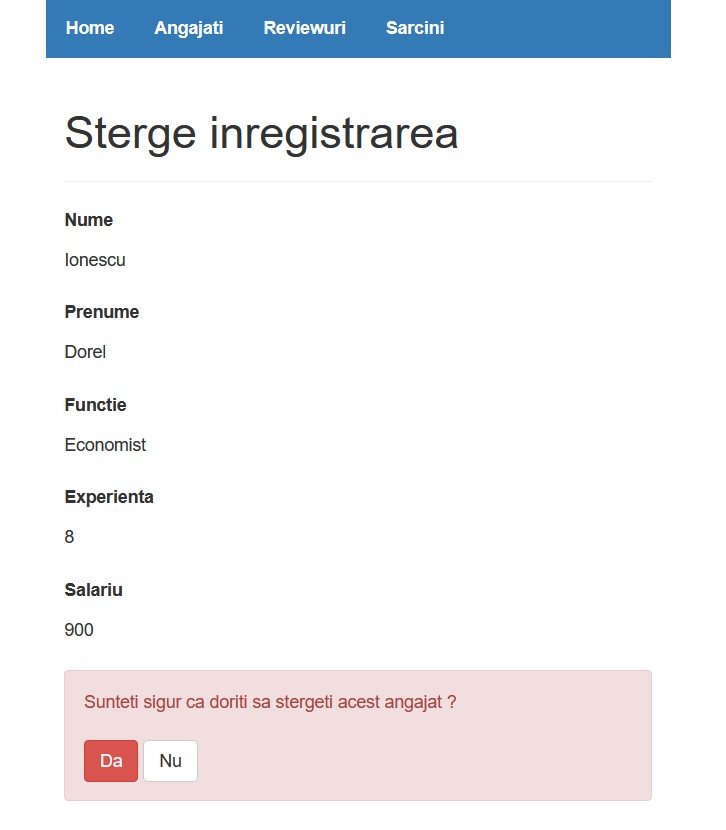 Home Angajati Reviewuri Sarcini
Sterge inregistrarea
Nume
Ionescu
Prenume
Dorel
Functie
Economist
Experienta
8
Salariu
900
Sunteti sigur ca doriti sa stergeti acest angajat ?
Da Nu